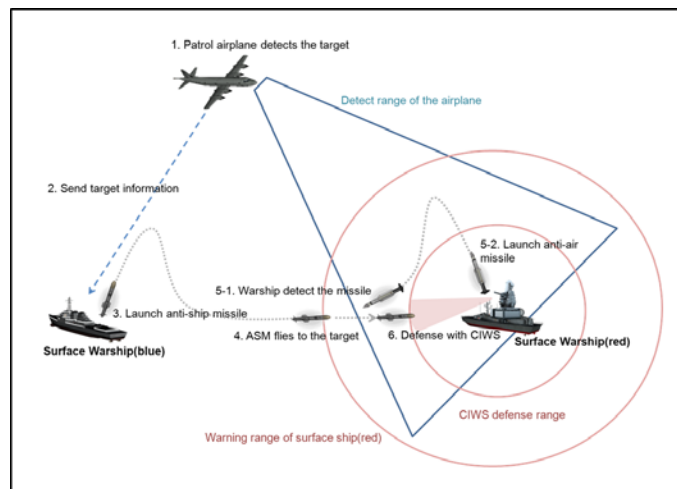 1. Patrol airplane detects the target
Detect range of the airplane
2. Send target information
5-2. Launch anti-air
missile
5-1. Warship detect the missile
3. Launch anti-ship missile
4. ASM flies to the target
6. Defense with CIWS
Surface Warship(blue)
Surface Warship(red)
CIWS defense range
Warning range of surface ship(red)